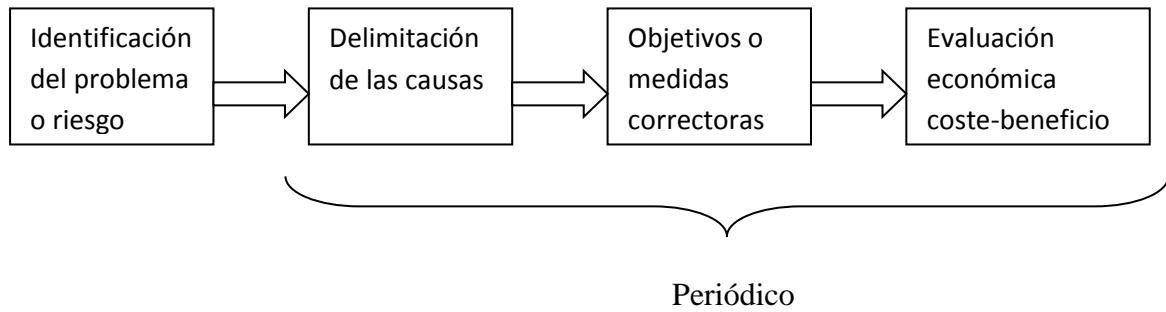 Identificación
del problema
o riesgo
Delimitación
de las causas
Objetivos o
medidas
correctoras
Evaluación
económica
coste-beneficio
Periódico